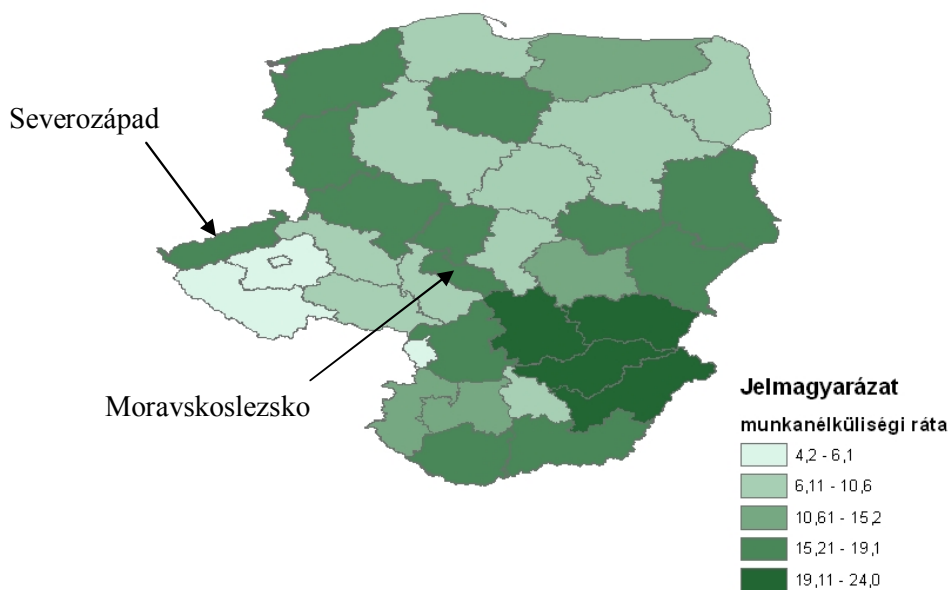 Severozápad
Moravskoslezsko
Jelmagyarázat
munkanélküliségi ráta
4,2 - 6,1
6,11 - 10,6
10,61 - 15,2
15,21 - 19,1
19,11 - 24,0